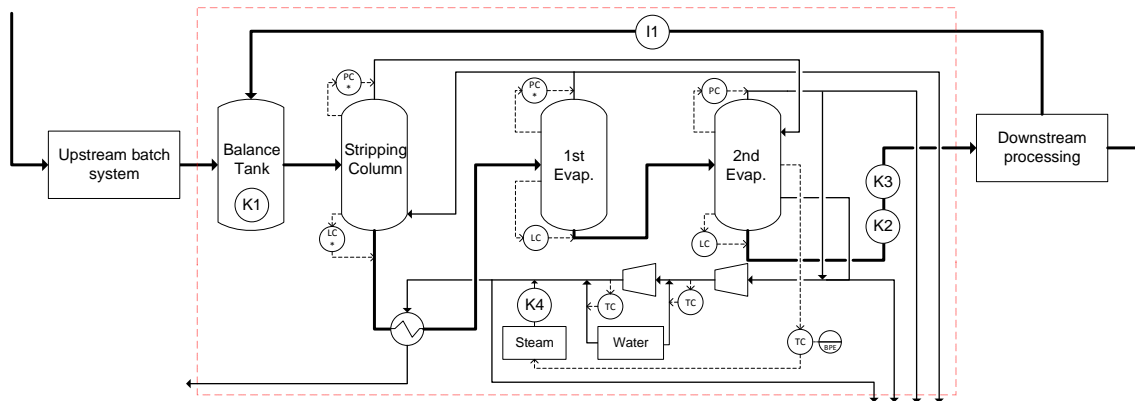 I1
PC
*
PC
*
PC
Upstream batch
system
Balance
Tank
K1
Stripping
Column
1st
Evap.
2nd
Evap.
Downstream
processing
K3
K2
LC
*
LC
LC
K4
TC
TC
Steam
Water
TC
BPE